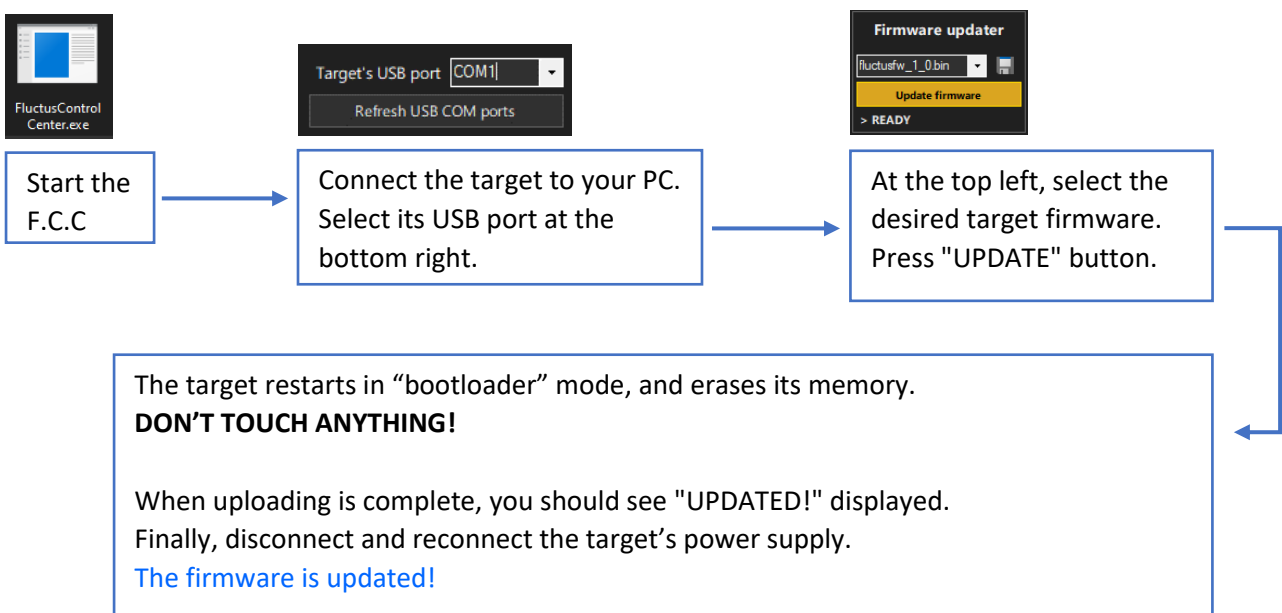 FluctusControl
Center.exe
Target's USB port COM1
Refresh USB COM ports
Firmware updater
fluctusfw_1_0.bin
Update firmware
> READY
Start the
F.C.C
Connect the target to your PC.
Select its USB port at the
bottom right.
At the top left, select the
desired target firmware.
Press "UPDATE" button.
The target restarts in “bootloader” mode, and erases its memory.
DON’T TOUCH ANYTHING!
When uploading is complete, you should see "UPDATED!" displayed.
Finally, disconnect and reconnect the target’s power supply.
The firmware is updated!